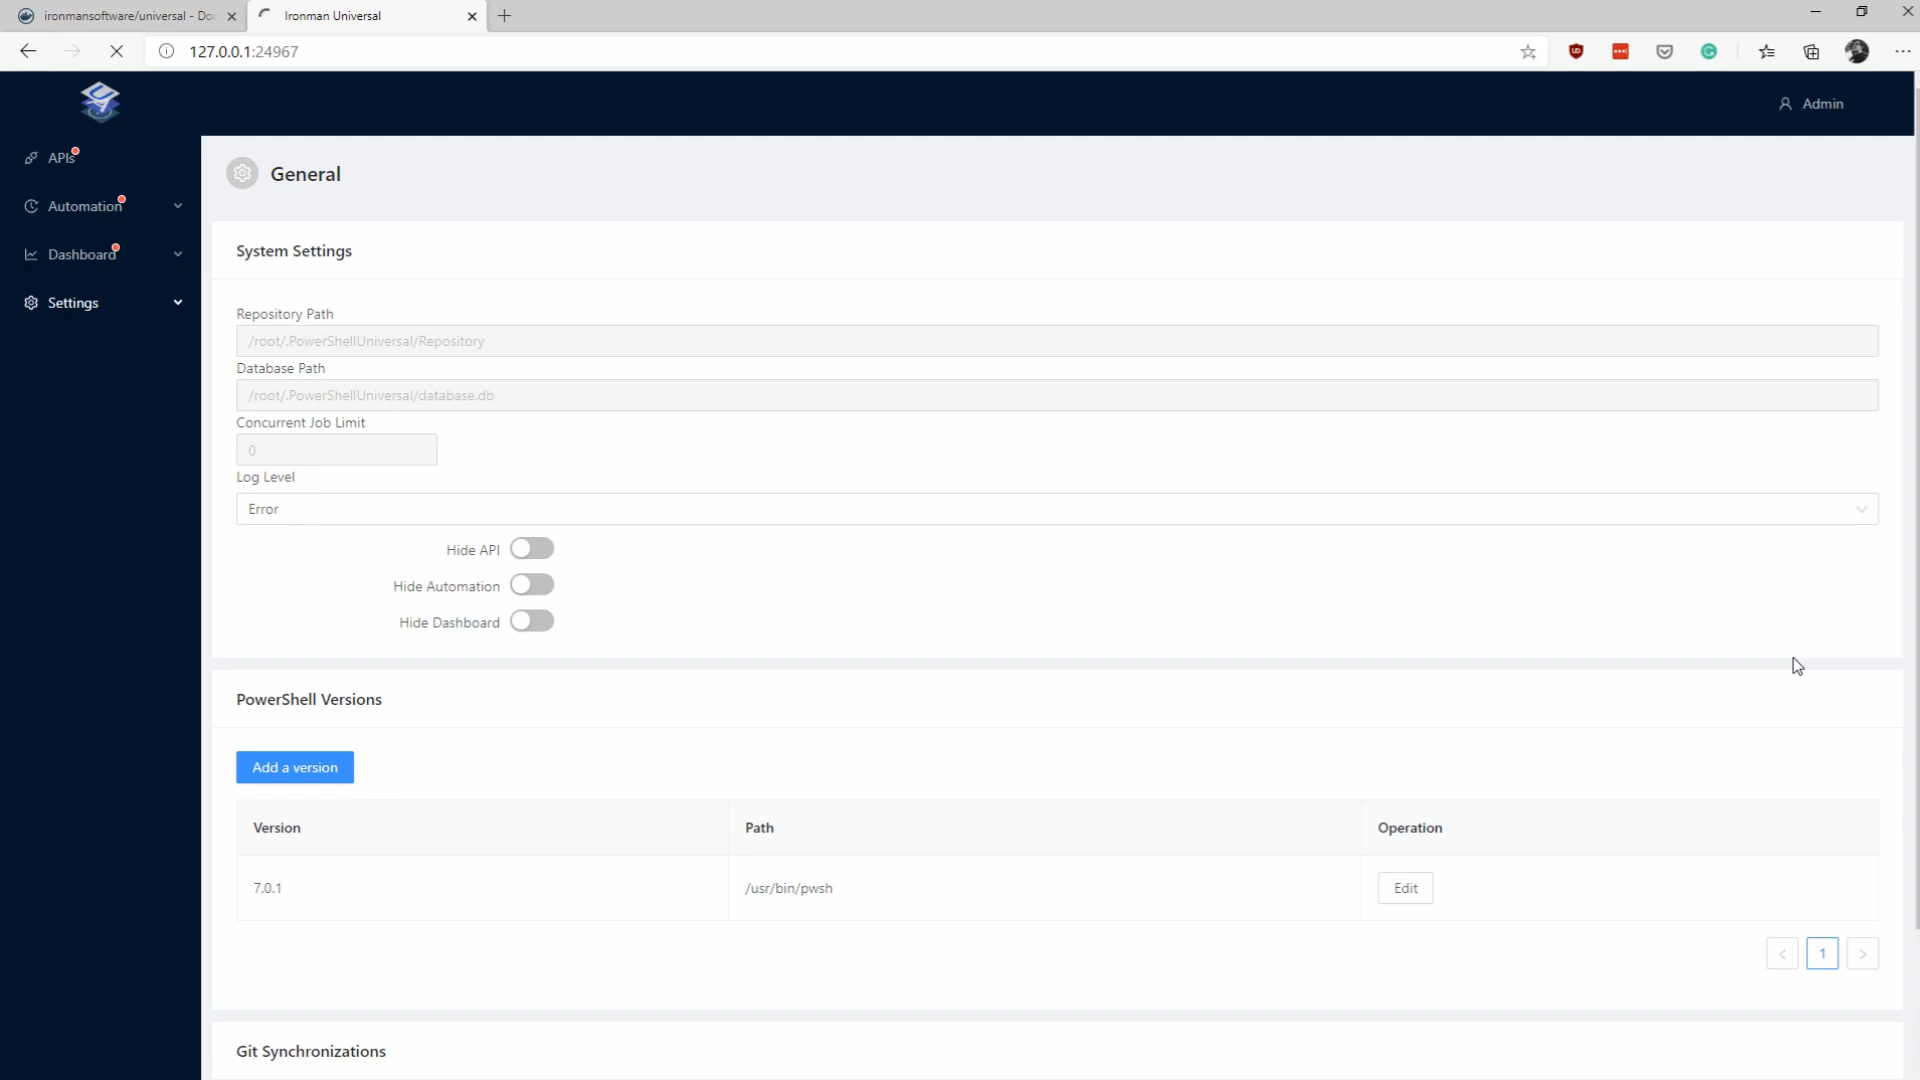 ironmansoftware/universal - Doc
Ironman Universal
127.0.0.1:24967
Admin
APIs
Automation
Dashboard
Settings
General
System Settings
Repository Path
/root/.PowerShellUniversal/Repository
Database Path
/root/.PowerShellUniversal/database.db
Concurrent Job Limit
0
Log Level
Error
Hide API
Hide Automation
Hide Dashboard
PowerShell Versions
Add a version
Version Path Operation
7.0.1 /usr/bin/pwsh Edit
< 1 >
Git Synchronizations